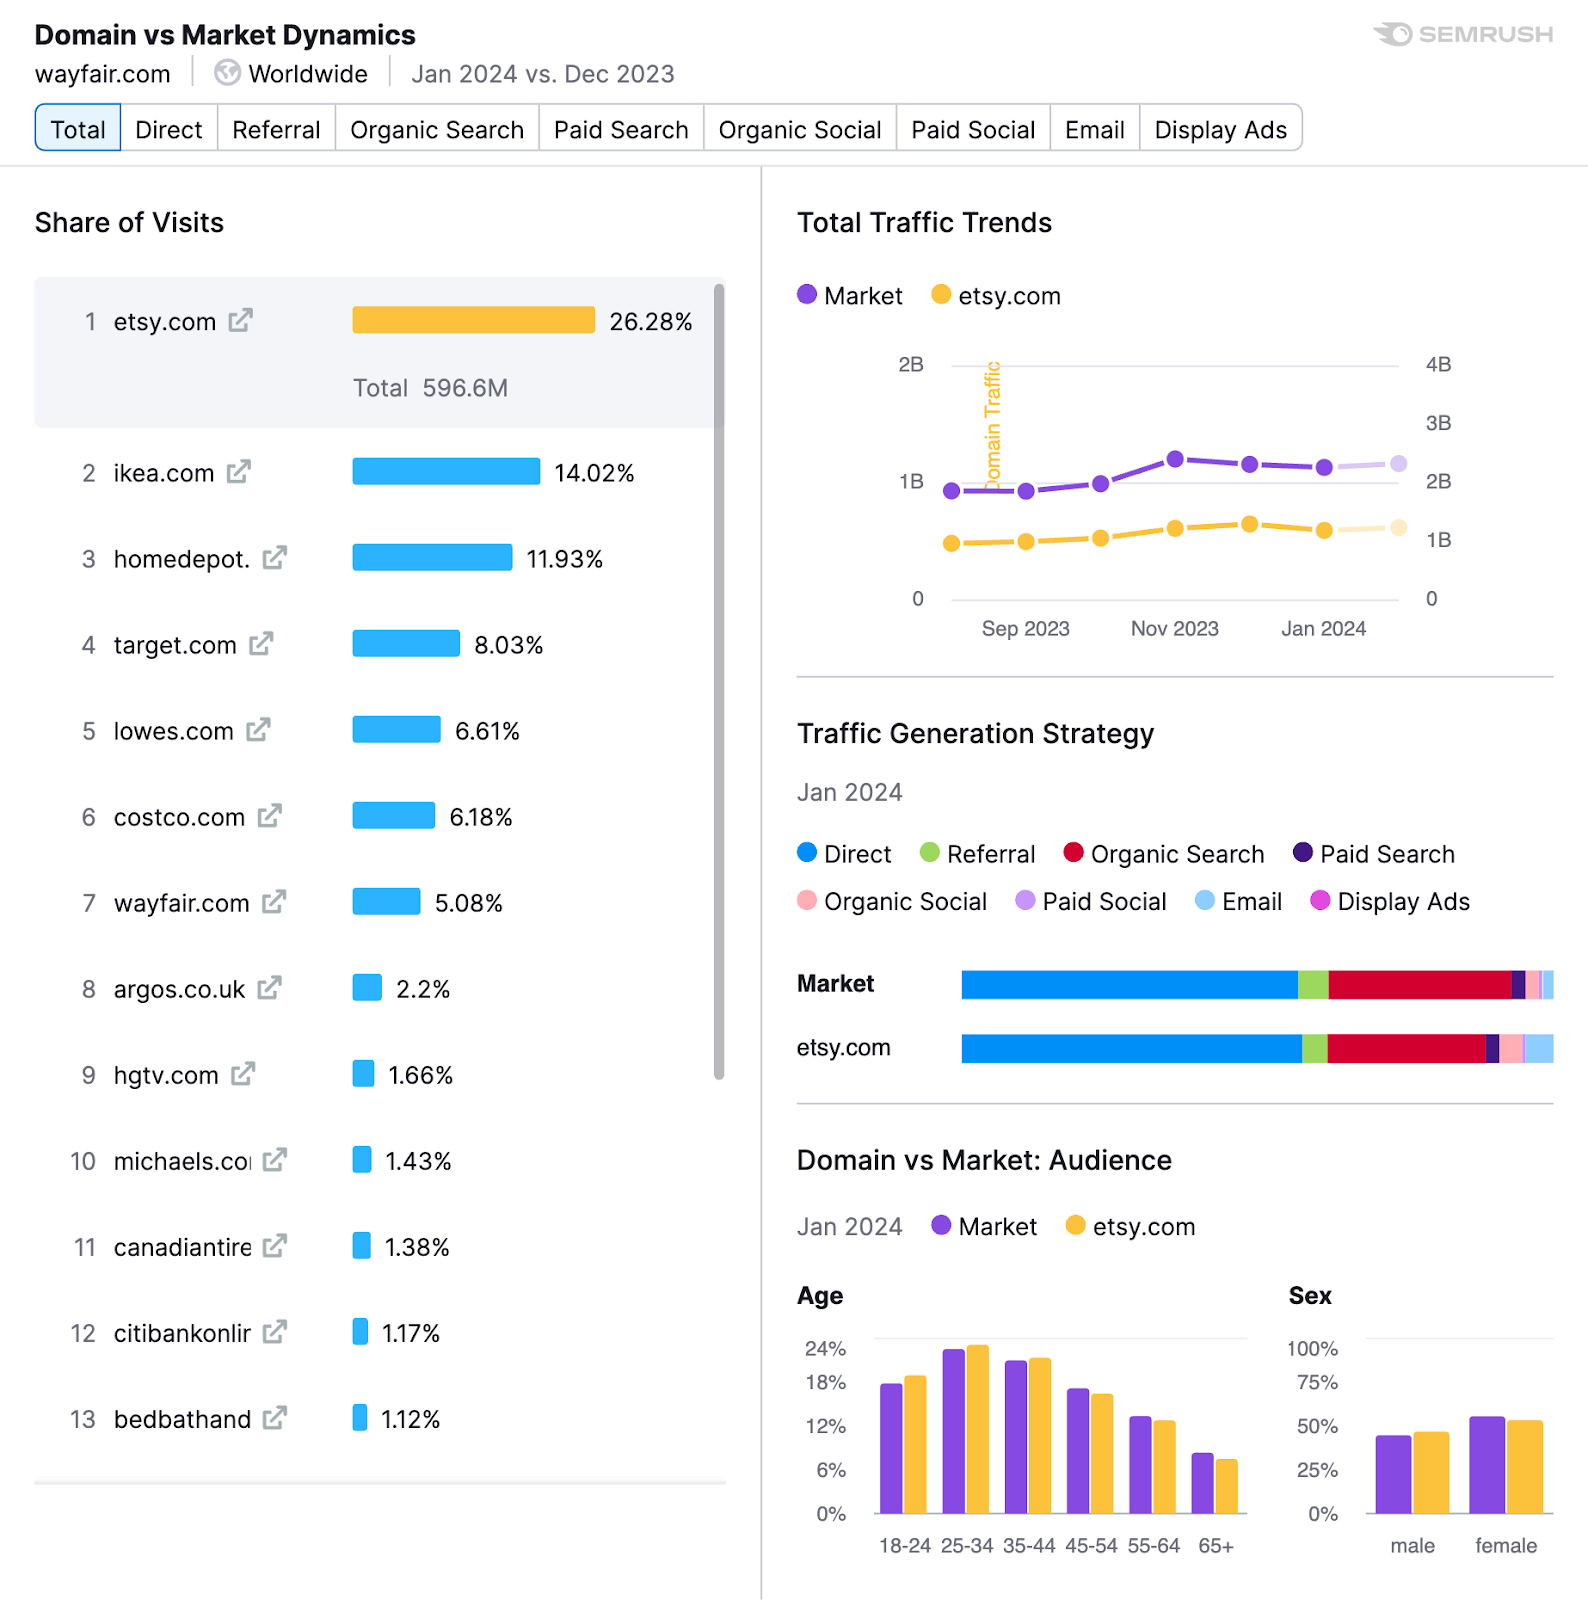 Domain vs Market Dynamics
SEMRUSH
wayfair.com Worldwide Jan 2024 vs. Dec 2023
Total Direct Referral Organic Search Paid Search Organic Social Paid Social Email Display Ads
Share of Visits
1 etsy.com 26.28%
Total 596.6M
2 ikea.com 14.02%
3 homedepot. 11.93%
4 target.com 8.03%
5 lowes.com 6.61%
6 costco.com 6.18%
7 wayfair.com 5.08%
8 argos.co.uk 2.2%
9 hgtv.com 1.66%
10 michaels.co 1.43%
11 canadiantire 1.38%
12 citibankonlin 1.17%
13 bedbathand 1.12%
Total Traffic Trends
Market etsy.com
Domain Traffic
2B 4B
3B
1B 2B
1B
0 0
Sep 2023 Nov 2023 Jan 2024
Traffic Generation Strategy
Jan 2024
Direct Referral Organic Search Paid Search
Organic Social Paid Social Email Display Ads
Market
etsy.com
Domain vs Market: Audience
Jan 2024 Market etsy.com
Age
24%
18%
12%
6%
0%
18-24 25-34 35-44 45-54 55-64 65+
Sex
100%
75%
50%
25%
0%
male female